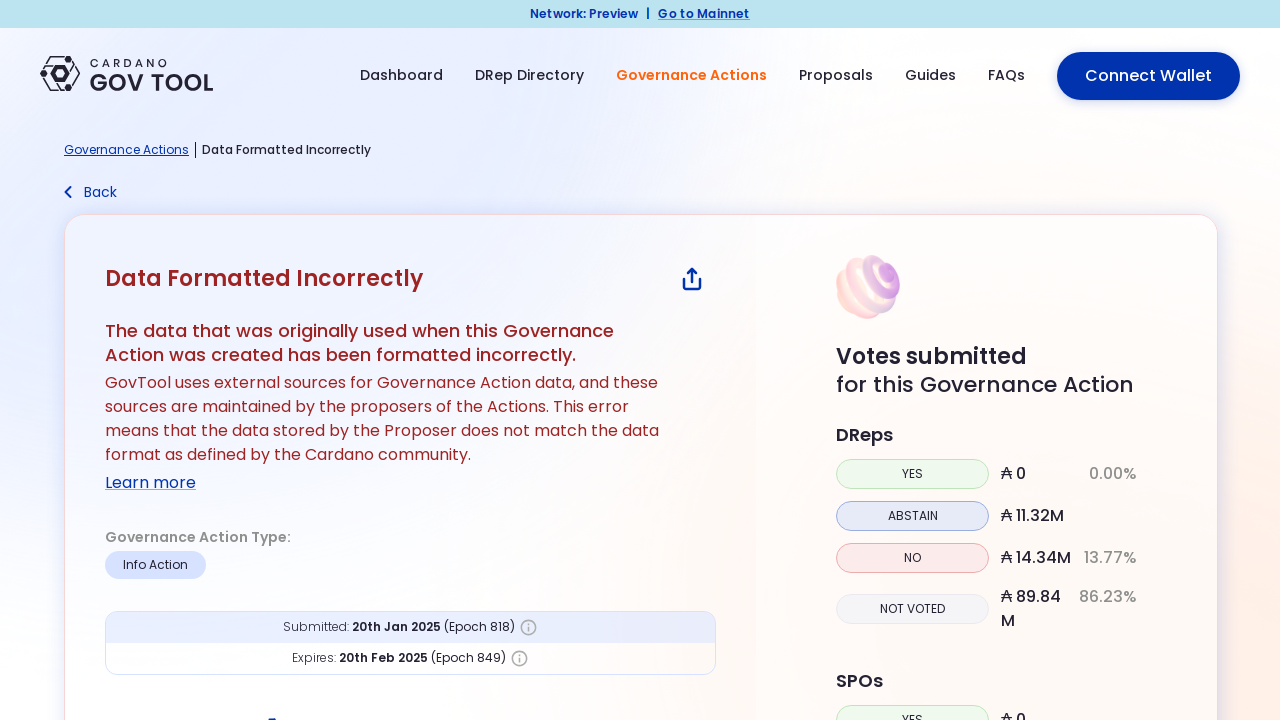 Network: Preview | Go to Mainnet
CARDANO
GOV TOOL
Dashboard
DRep Directory
Governance Actions
Proposals
Guides
FAQs
Connect Wallet
Governance Actions | Data Formatted Incorrectly
Back
Data Formatted Incorrectly
The data that was originally used when this Governance
Action was created has been formatted incorrectly.
GovTool uses external sources for Governance Action data, and these
sources are maintained by the proposers of the Actions. This error
means that the data stored by the Proposer does not match the data
format as defined by the Cardano community.
Learn more
Governance Action Type:
Info Action
Submitted: 20th Jan 2025 (Epoch 818)
Expires: 20th Feb 2025 (Epoch 849)
Votes submitted
for this Governance Action
DReps
YES ₳ 0 0.00%
ABSTAIN ₳ 11.32M
NO ₳ 14.34M 13.77%
NOT VOTED ₳ 89.84 86.23%
M
SPOs
YES ₳ 0